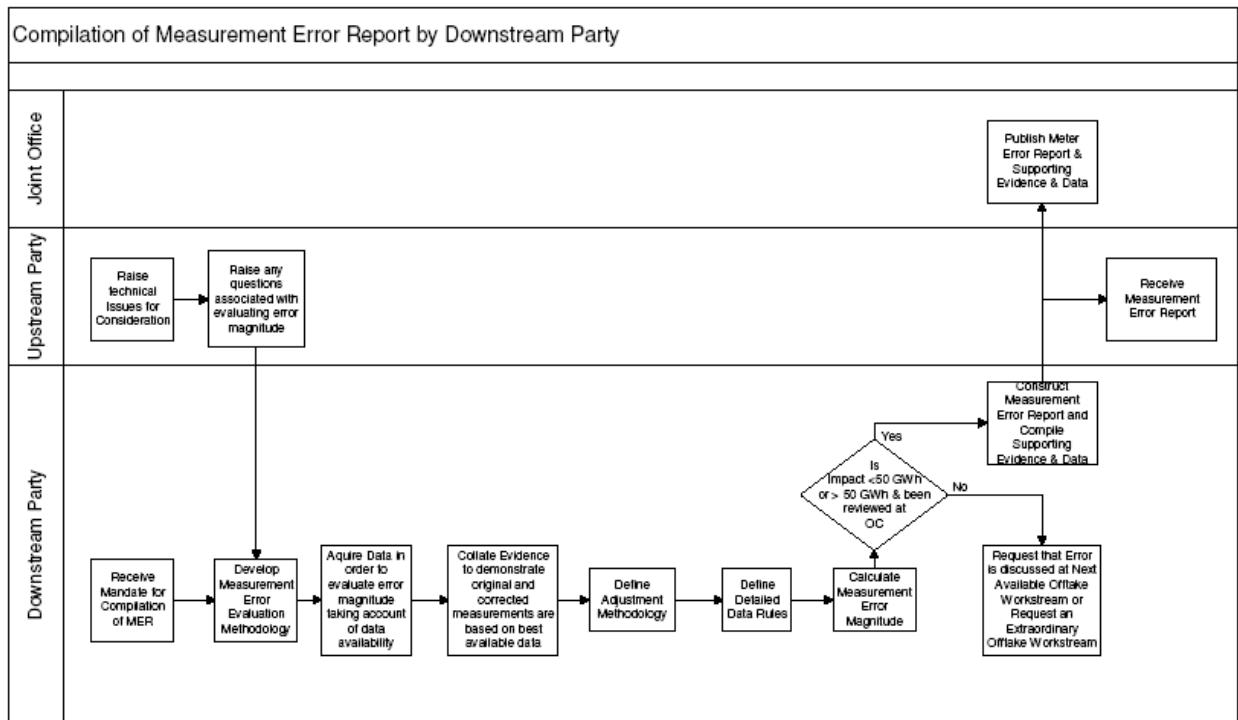 Compilation of Measurement Error Report by Downstream Party
Joint Office
Publish Meter
Error Report &
Supporting
Evidence & Data
Upstream Party
Raise
technical
Issues for
Consideration
Raise any
questions
associated with
evaluating error
magnitude
Receive
Measurement
Error Report
Downstream Party
Construct
Measurement
Error Report and
Compile
Supporting
Evidence & Data
Yes
Is
Impact <50 GWh
or > 50 GWh & been
reviewed at
OC
No
Receive
Mandate for
Compilation
of MER
Develop
Measurement
Error
Evaluation
Methodology
Aquire Data in
order to
evaluate error
magnitude
taking account
of data
availability
Collate Evidence
to demonstrate
original and
corrected
measurements are
based on best
available data
Define
Adjustment
Methodology
Define
Detailed
Data Rules
Calculate
Measurement
Error
Magnitude
Request that Error
is discussed at Next
Available Offtake
Workstream or
Request an
Extraordinary
Offtake Workstream